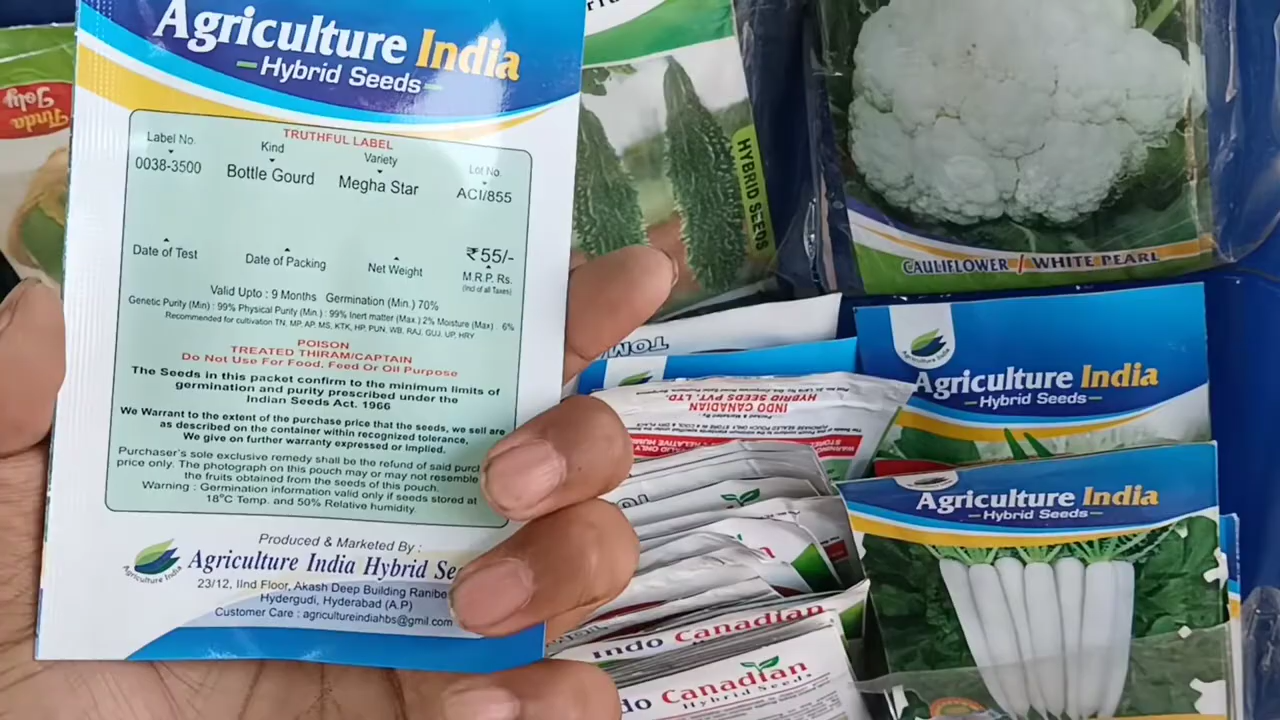 Agriculture India
Hybrid Seeds
TRUTHFUL LABEL
Label No. Kind Variety Lot No.
0038-3500 Bottle Gourd Megha Star ACI/855
Date of Test Date of Packing Net Weight ₹55/-
M.R.P. Rs.
(Incl of all Taxes)
Valid Upto : 9 Months Germination (Min.) 70%
Genetic Purity (Min) : 99% Physical Purity (Min.) : 99% Inert matter (Max.) 2% Moisture (Max) : 6%
Recommended for cultivation TN, MP, AP, MS, KTK, HP, PUN, WB, RAJ, GUJ, UP, HRY
POISON
TREATED THIRAM/CAPTAIN
Do Not Use For Food, Feed Or Oil Purpose
The Seeds in this packet confirm to the minimum limits of
germination and purity prescribed under the
Indian Seeds Act. 1966
We Warrant to the extent of the purchase price that the seeds, we sell are
as described on the container within recognized tolerance,
We give on further warranty expressed or implied.
Purchaser's sole exclusive remedy shall be the refund of said
price only. The photograph on this pouch may or may not resemble
the fruits obtained from the seeds of this pouch.
Warning : Germination information valid only if seeds stored at
18°C Temp. and 50% Relative humidity.
Produced & Marketed By :
Agriculture India
Agriculture India Hybrid
23/12, IInd Floor, Akash Deep Building
Hydergudi, Hyderabad (A.P)
Customer Care : agricultureindiahbs@gmil.com
HYBRID SEEDS
CAULIFLOWER / WHITE PEARL
INDO CANADIAN
HYBRID SEEDS PVT. LTD.
Agriculture India
Agriculture India
Hybrid Seeds
Agriculture India
Hybrid Seeds
Indo Canadian
Canadian
Hybrid Seeds